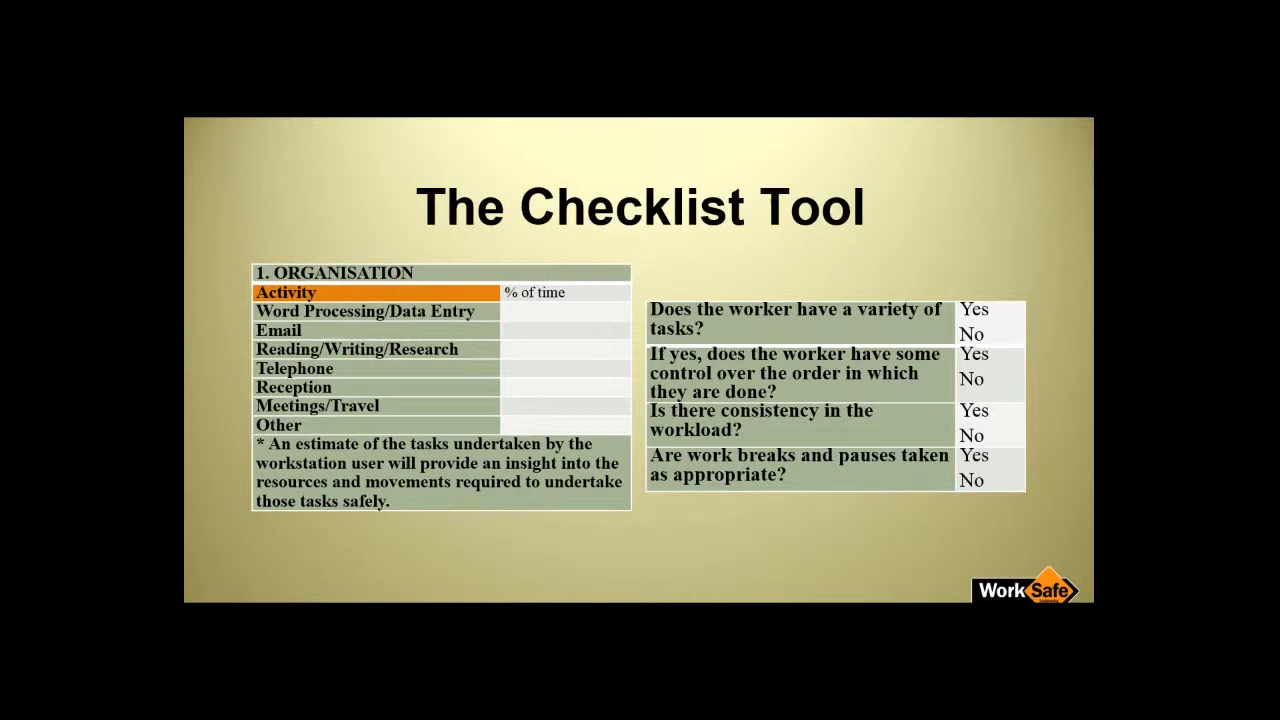 The Checklist Tool
1. ORGANISATION
Activity % of time
Word Processing/Data Entry
Email
Reading/Writing/Research
Telephone
Reception
Meetings/Travel
Other
* An estimate of the tasks undertaken by the
workstation user will provide an insight into the
resources and movements required to undertake
those tasks safely.
Does the worker have a variety of
tasks?
Yes
No
If yes, does the worker have some
control over the order in which
they are done?
Yes
No
Is there consistency in the
workload?
Yes
No
Are work breaks and pauses taken
as appropriate?
Yes
No
WorkSafe